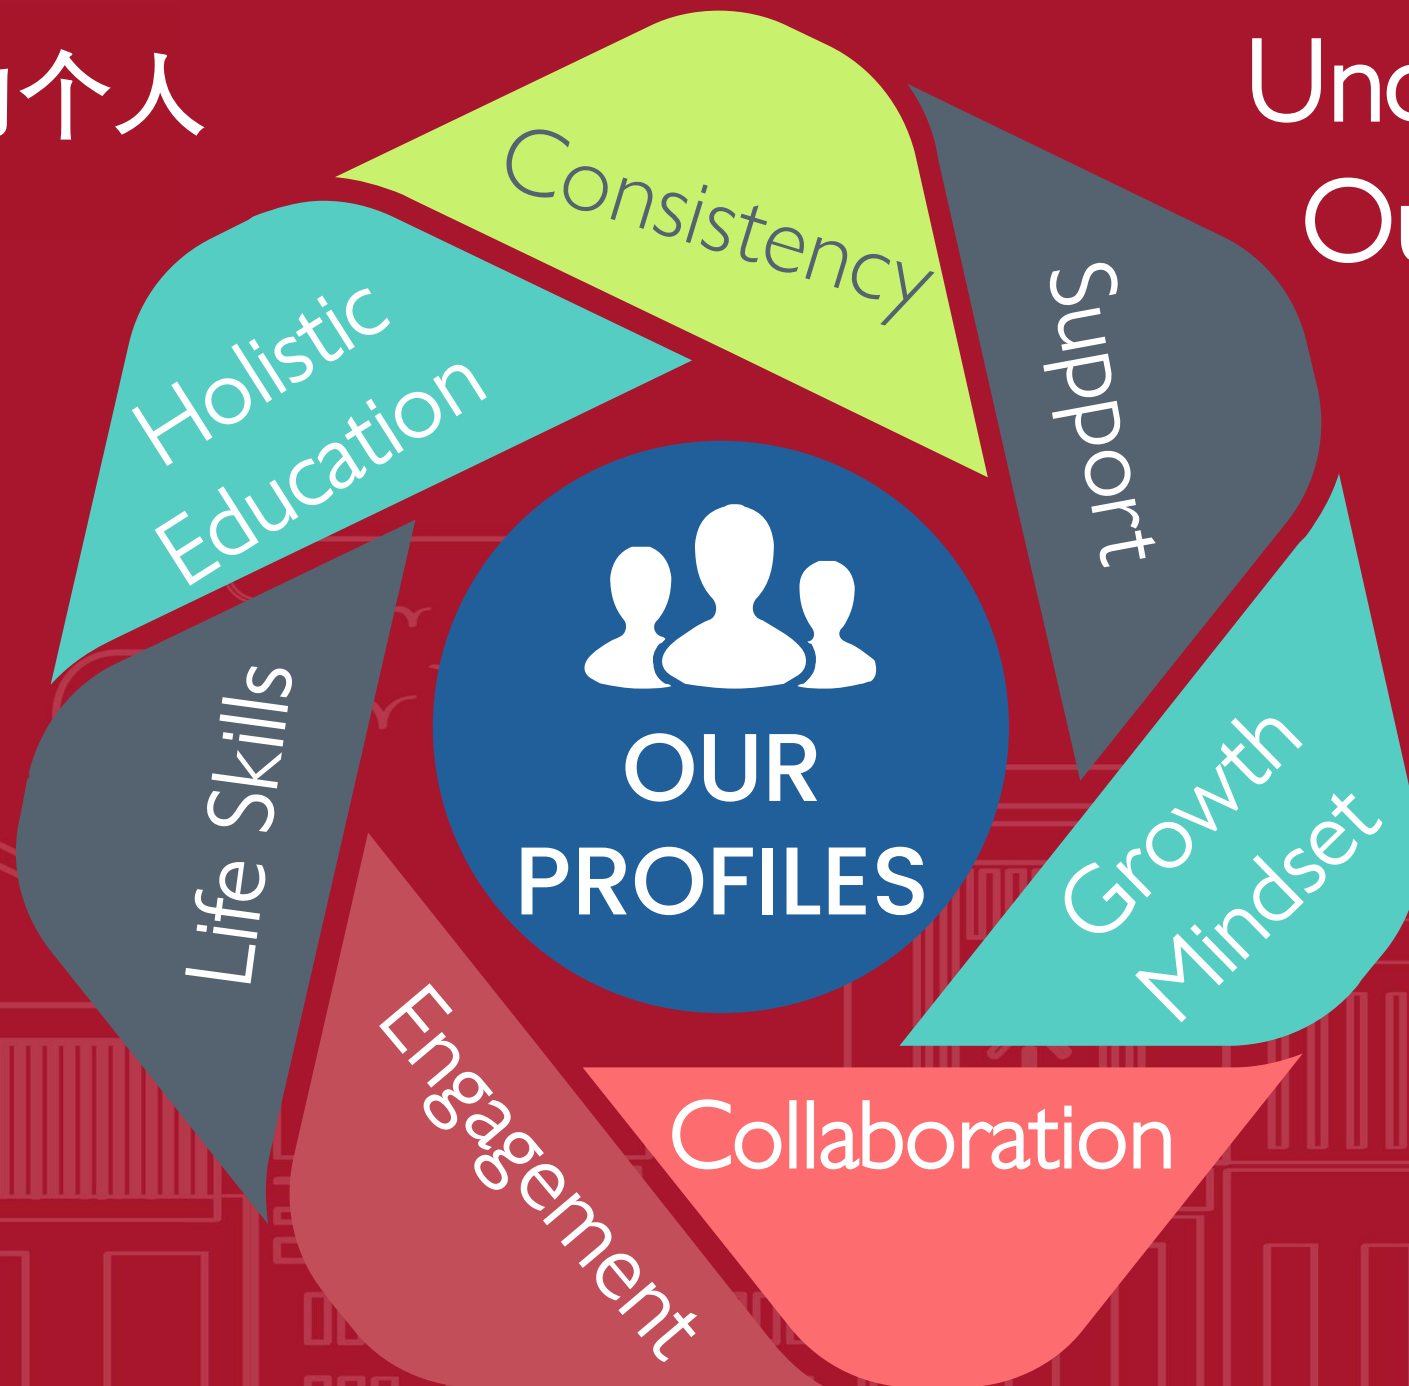 个人
Consistency
Support
Holistic
Education
Life Skills
OUR
PROFILES
Growth
Mindset
Engagement
Collaboration